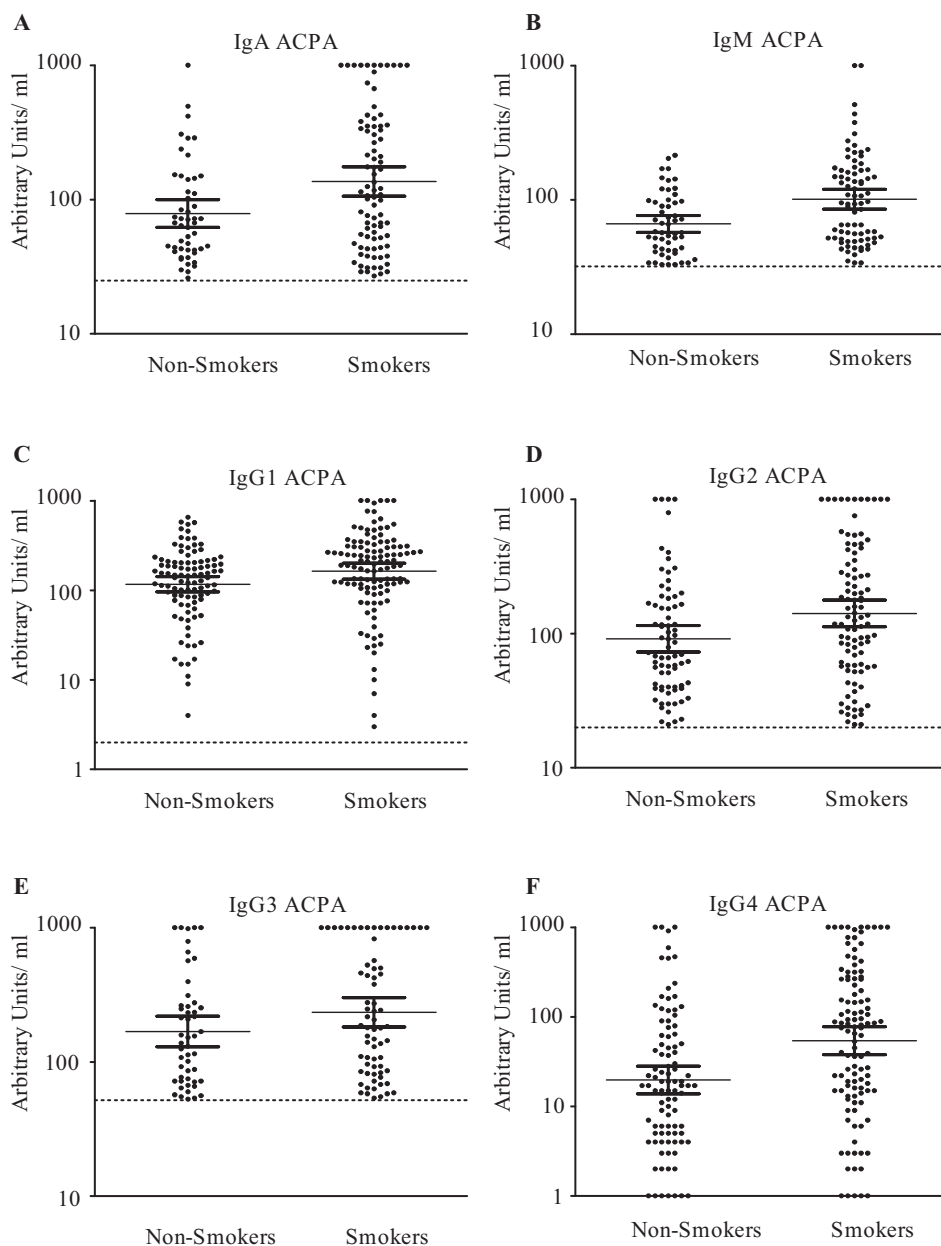 A
IgA ACPA
Arbitrary Units/ ml
1000
100
10
Non-Smokers Smokers
B
IgM ACPA
Arbitrary Units/ ml
1000
100
10
Non-Smokers Smokers
C
IgG1 ACPA
Arbitrary Units/ ml
1000
100
10
1
Non-Smokers Smokers
D
IgG2 ACPA
Arbitrary Units/ ml
1000
100
10
Non-Smokers Smokers
E
IgG3 ACPA
Arbitrary Units/ ml
1000
100
10
Non-Smokers Smokers
F
IgG4 ACPA
Arbitrary Units/ ml
1000
100
10
1
Non-Smokers Smokers